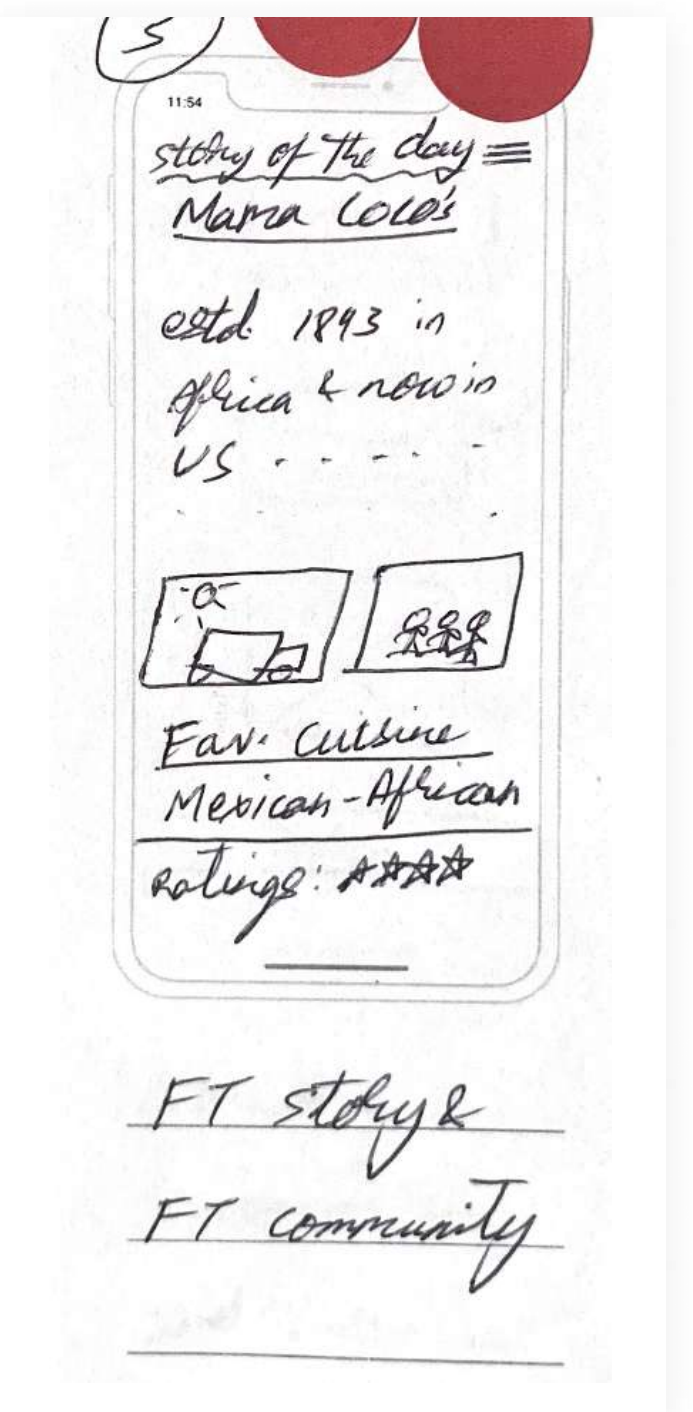 5
11:54
Story of The day
Mama Coco's
estd. 1893 in
Africa & now in
US . . . . .
Fav. Cuisine
Mexican-African
Ratings: ☆☆☆☆
FT story &
FT community